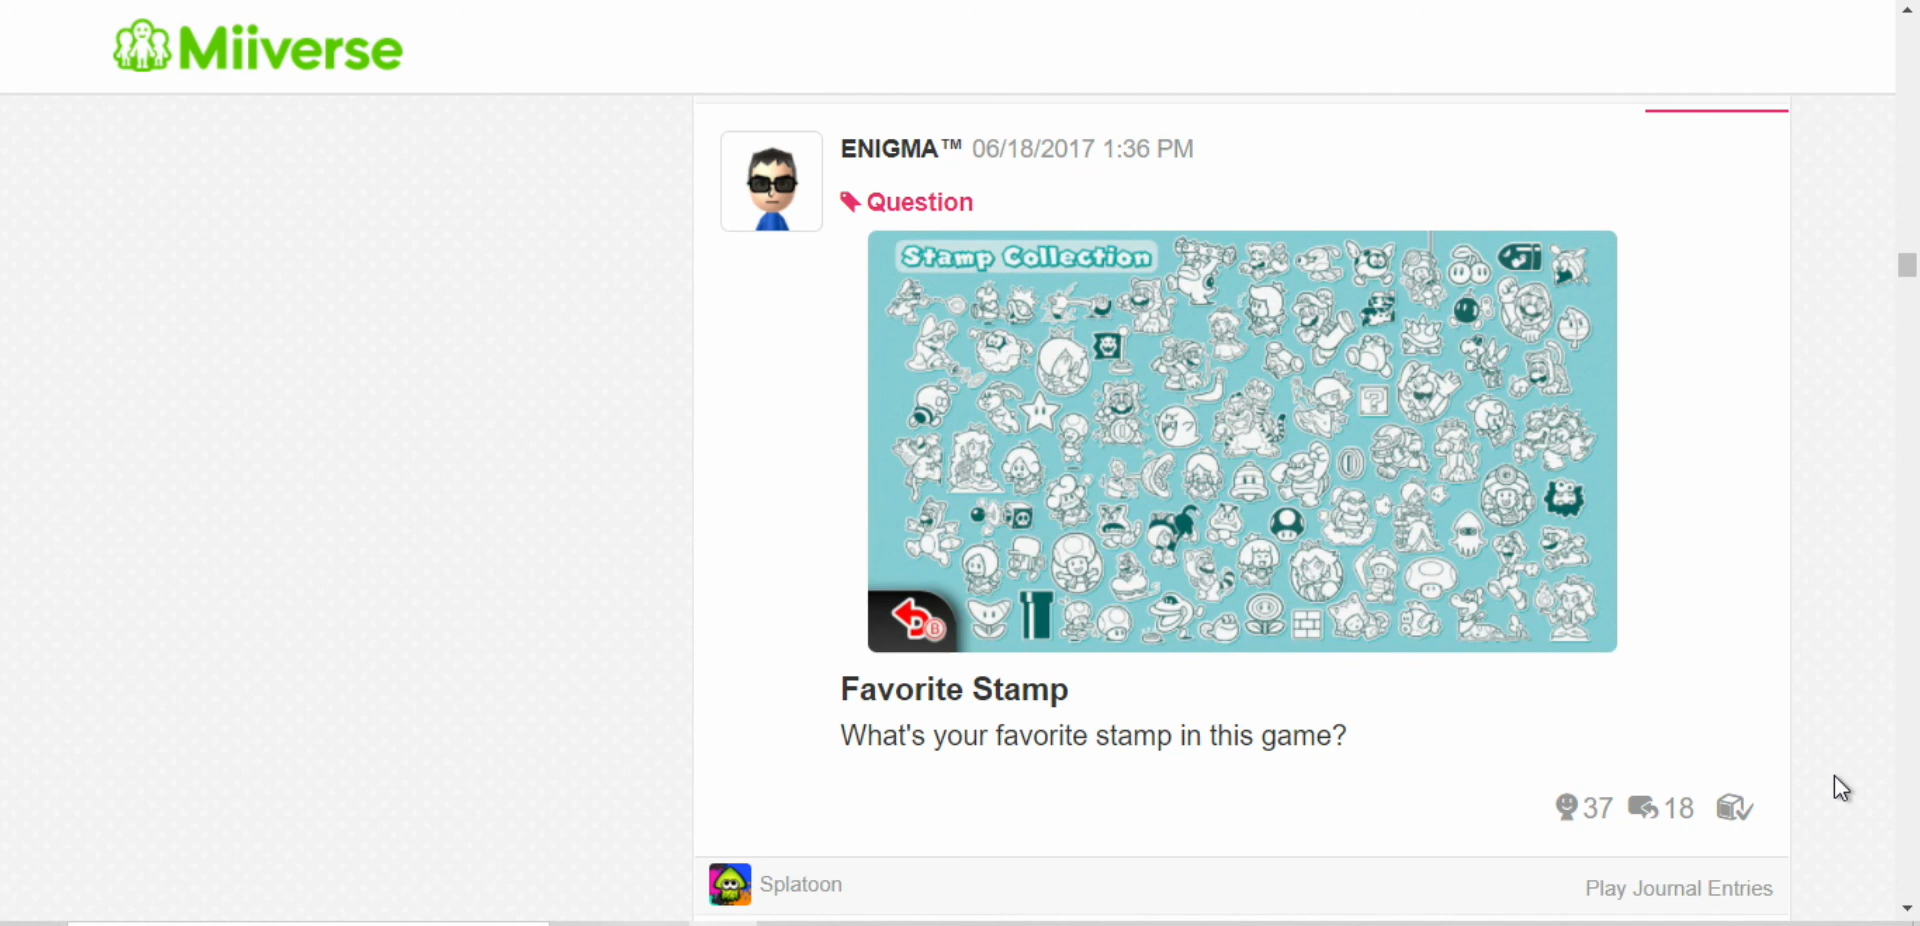 Miiverse
ENIGMA™ 06/18/2017 1:36 PM
Question
Stamp Collection
B
Favorite Stamp
What's your favorite stamp in this game?
37 18
Splatoon
Play Journal Entries